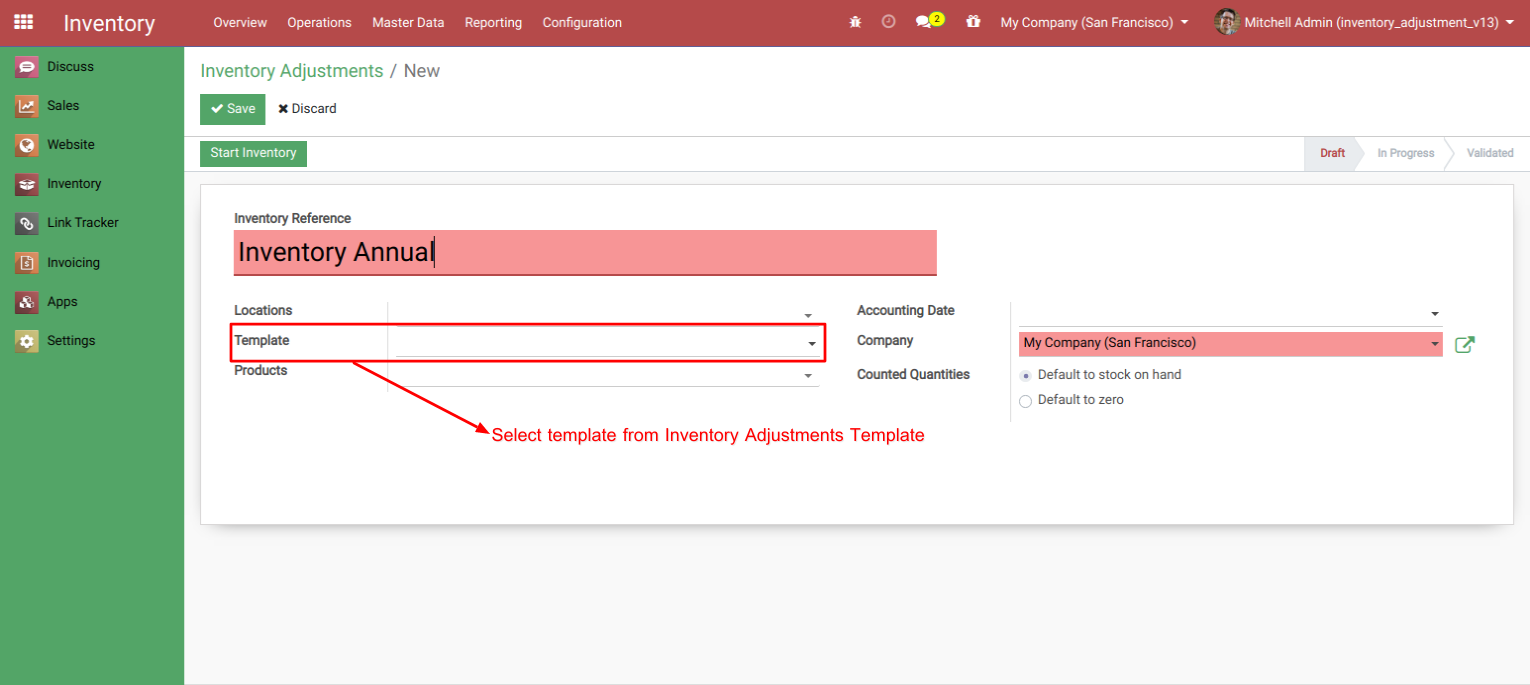 Inventory Overview Operations Master Data Reporting Configuration 2 My Company (San Francisco) Mitchell Admin (inventory_adjustment_v13)
Discuss
Sales
Website
Inventory
Link Tracker
Invoicing
Apps
Settings
Inventory Adjustments / New
Save Discard
Start Inventory Draft In Progress Validated
Inventory Reference
Inventory Annual
Locations
Template
Products
Accounting Date
Company My Company (San Francisco)
Counted Quantities Default to stock on hand
Default to zero
Select template from Inventory Adjustments Template